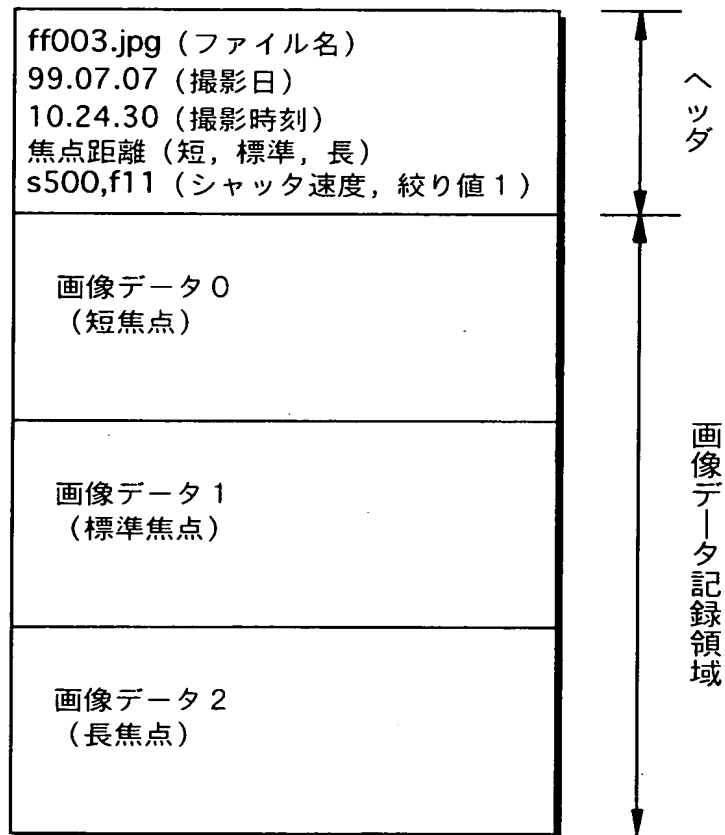 ff003.jpg（ファイル名）
99.07.07（撮影日）
10.24.30（撮影時刻）
焦点距離（短，標準，長）
s500,f11（シャッタ速度，絞り値１）
ヘッダ
画像データ０
（短焦点）
画像データ１
（標準焦点）
画像データ２
（長焦点）
画像データ記録領域